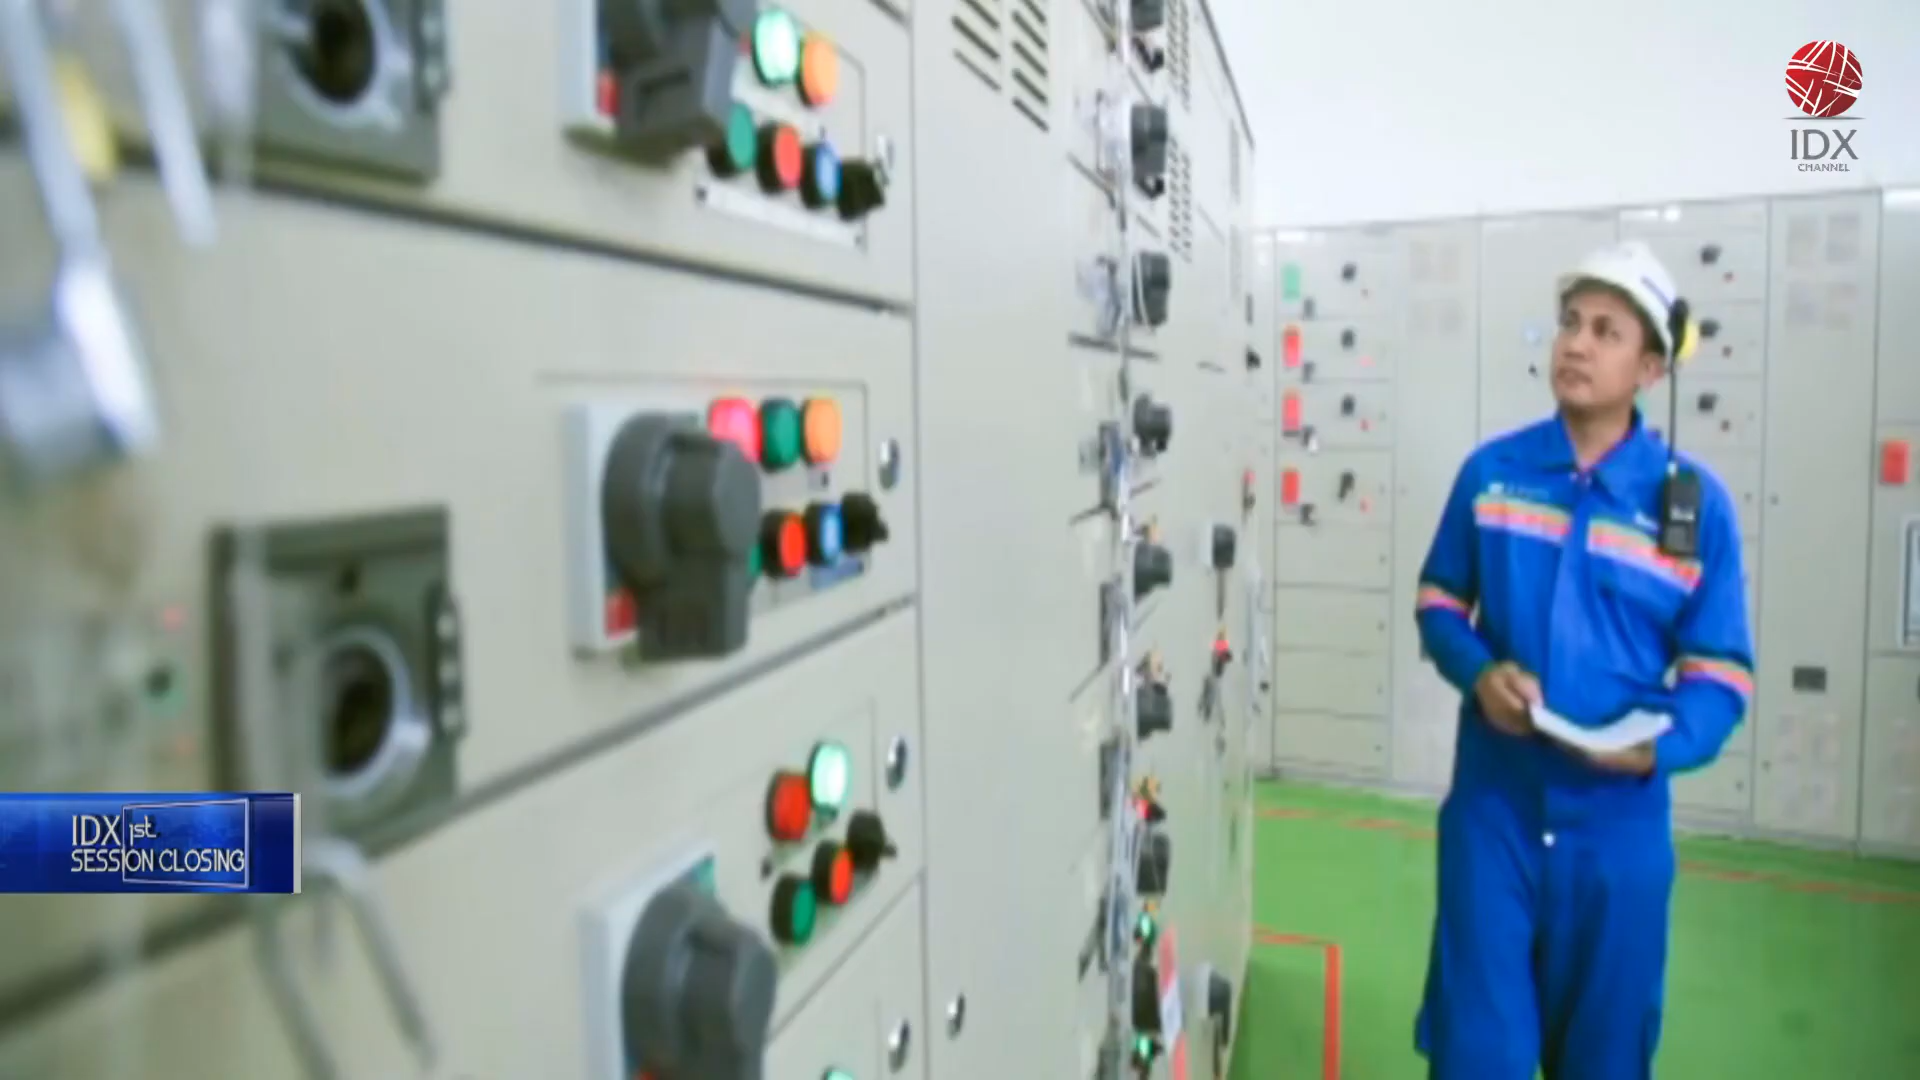 IDX
CHANNEL
IDX 1st
SESSION CLOSING